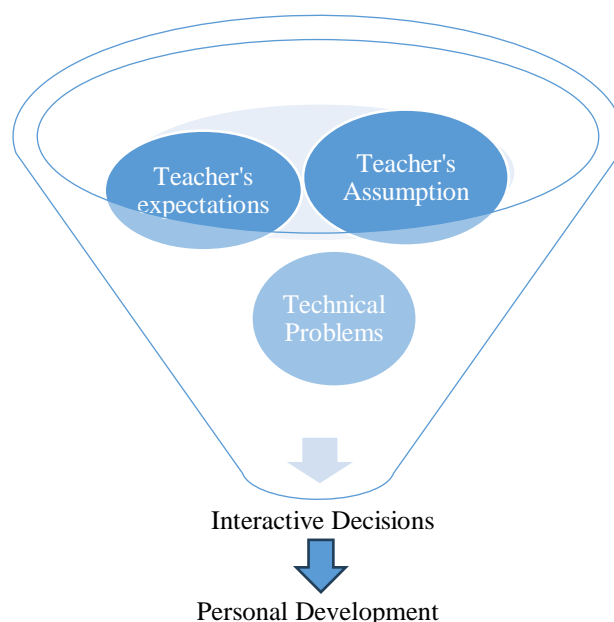 Teacher's
expectations
Teacher's
Assumption
Technical
Problems
Interactive Decisions
Personal Development